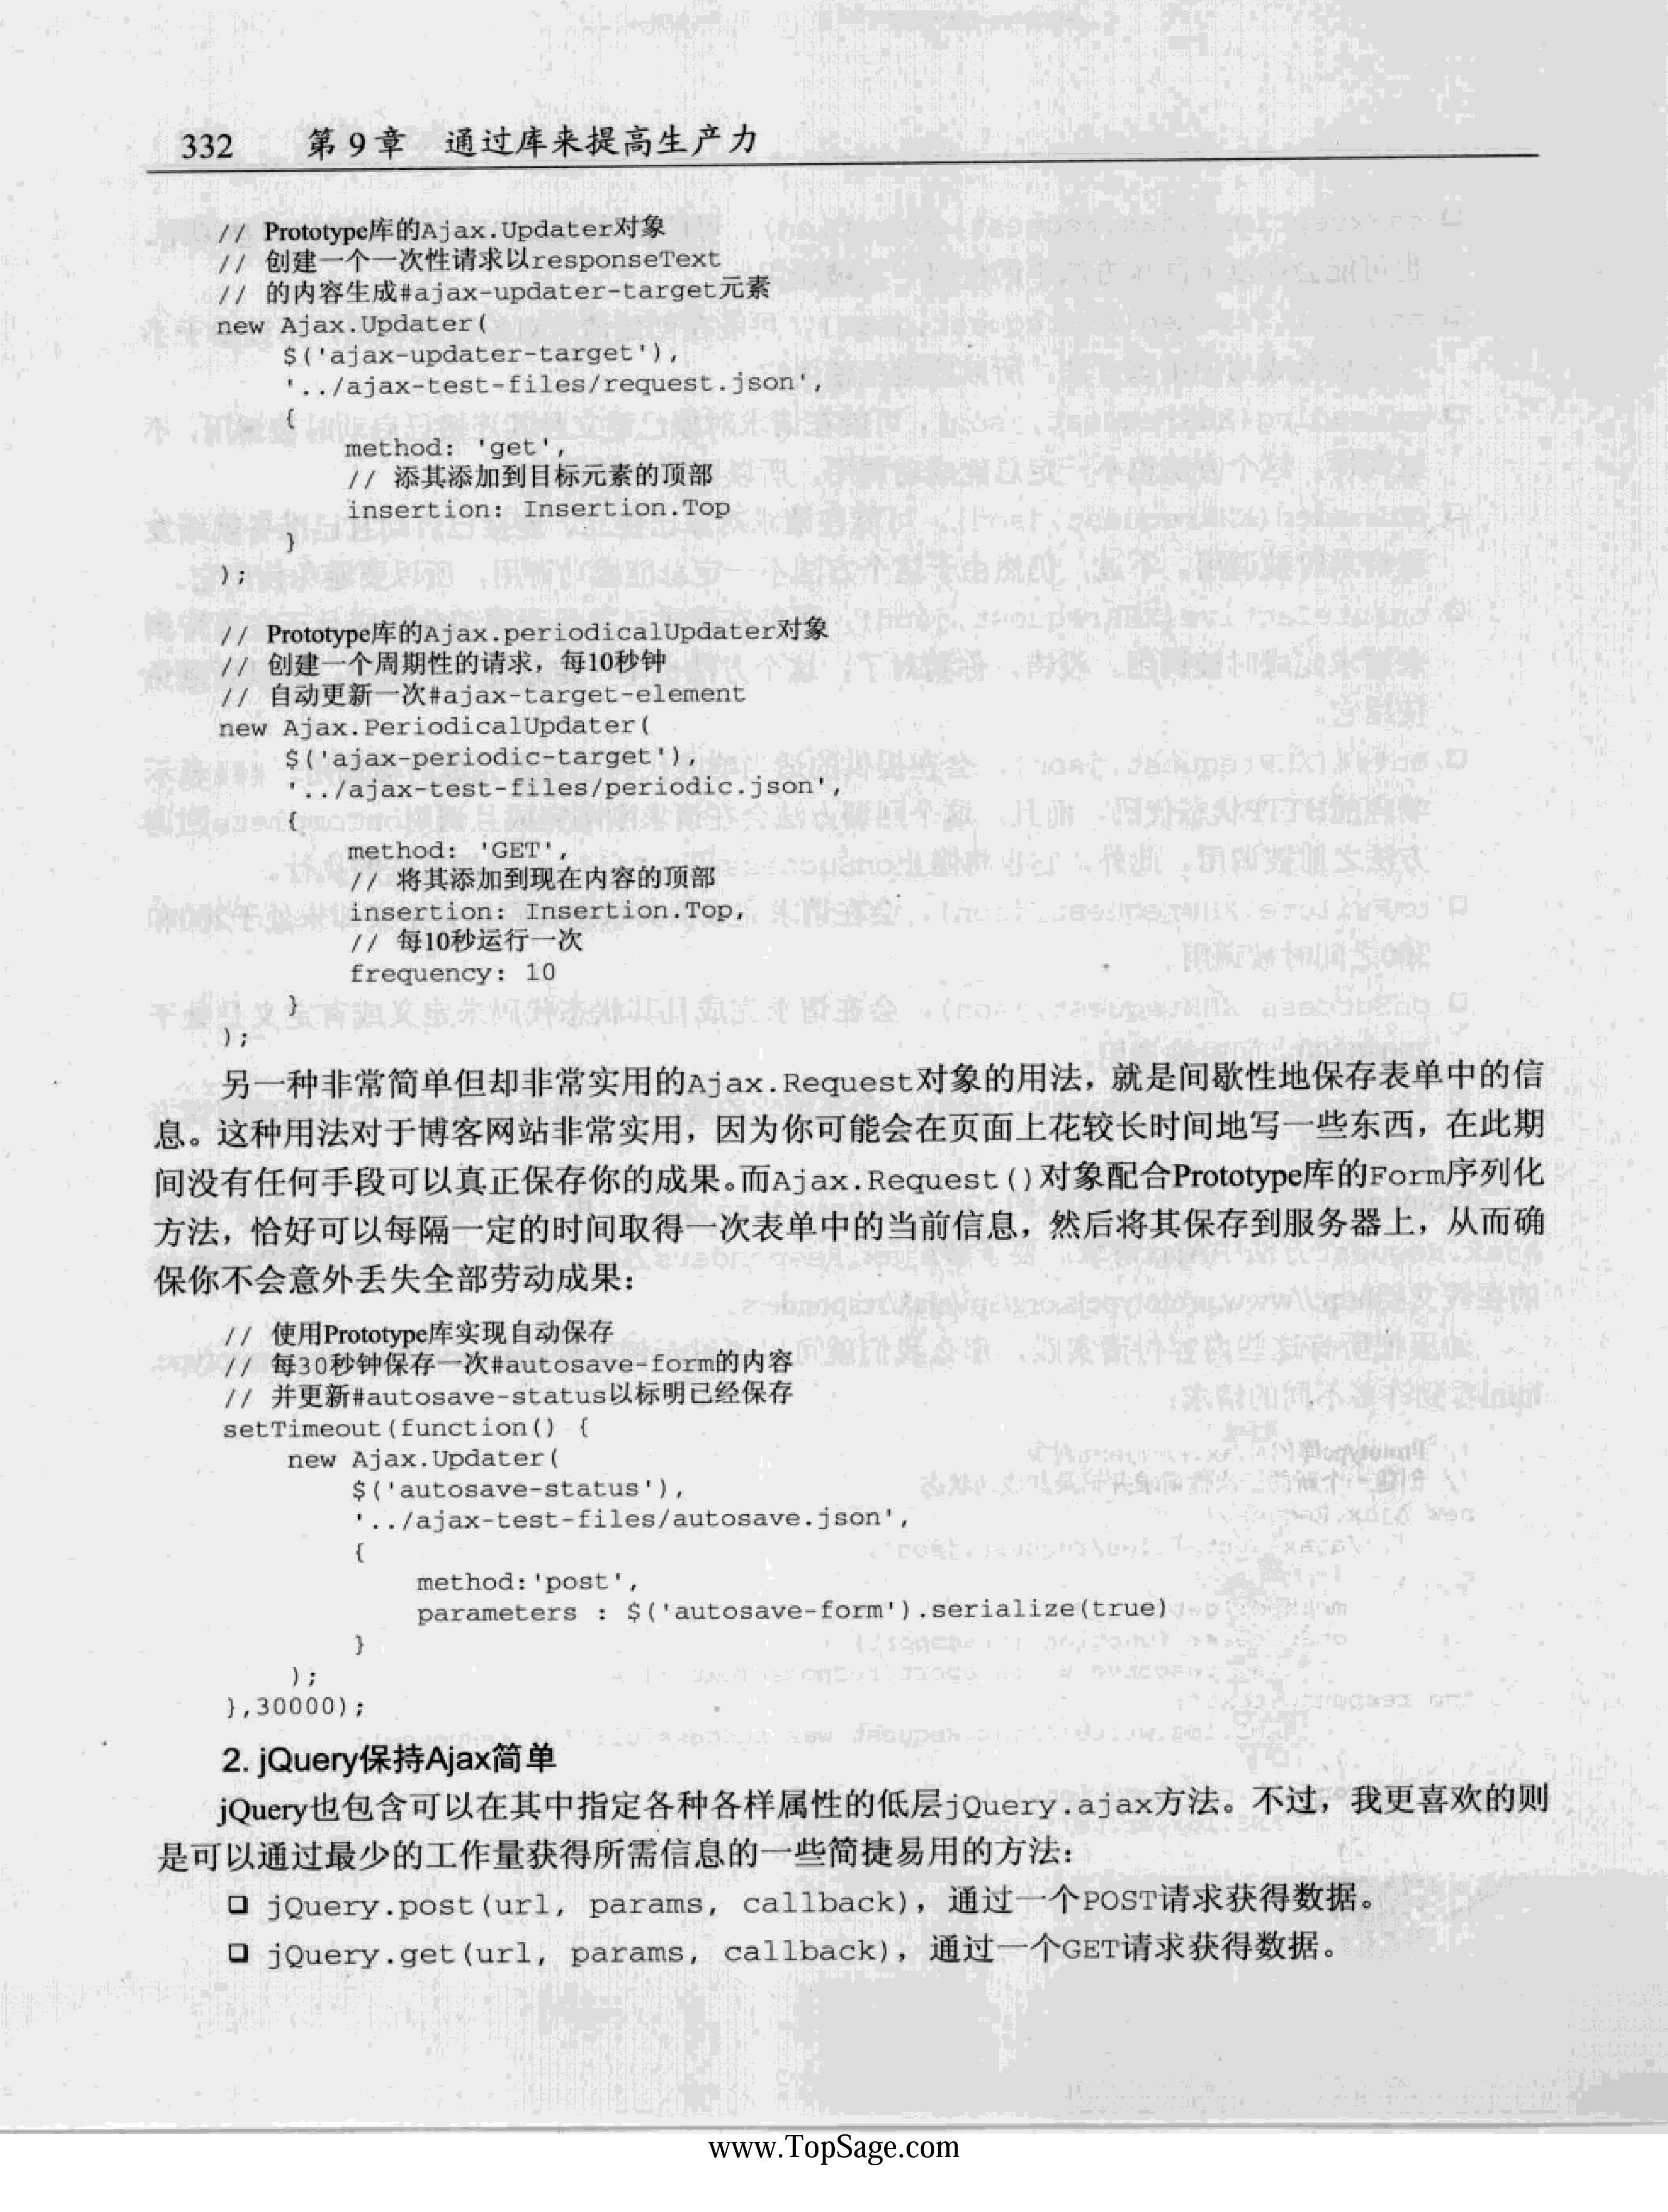 332 第 9 章 通过库来提高生产力
// Prototype库的Ajax.Updater对象
// 创建一个一次性请求以responseText
// 的内容生成#ajax-updater-target元素
new Ajax.Updater(
$('ajax-updater-target'),
'../ajax-test-files/request.json',
{
method: 'get',
// 添其添加到目标元素的顶部
insertion: Insertion.Top
}
);
// Prototype库的Ajax.periodicalUpdater对象
// 创建一个周期性的请求，每10秒钟
// 自动更新一次#ajax-target-element
new Ajax.PeriodicalUpdater(
$('ajax-periodic-target'),
'../ajax-test-files/periodic.json',
{
method: 'GET',
// 将其添加到现在内容的顶部
insertion: Insertion.Top,
// 每10秒运行一次
frequency: 10
}
);
另一种非常简单但却非常实用的Ajax.Request对象的用法，就是间歇性地保存表单中的信
息。这种用法对于博客网站非常实用，因为你可能会在页面上花较长时间地写一些东西，在此期
间没有任何手段可以真正保存你的成果。而Ajax.Request()对象配合Prototype库的Form序列化
方法，恰好可以每隔一定的时间取得一次表单中的当前信息，然后将其保存到服务器上，从而确
保你不会意外丢失全部劳动成果：
// 使用Prototype库实现自动保存
// 每30秒钟保存一次#autosave-form的内容
// 并更新#autosave-status以标明已经保存
setTimeout(function() {
new Ajax.Updater(
$('autosave-status'),
'../ajax-test-files/autosave.json',
{
method:'post',
parameters : $('autosave-form').serialize(true)
}
);
},30000);
2. jQuery保持Ajax简单
jQuery也包含可以在其中指定各种各样属性的低层jQuery.ajax方法。不过，我更喜欢的则
是可以通过最少的工作量获得所需信息的一些简捷易用的方法：
❑ jQuery.post(url, params, callback)，通过一个POST请求获得数据。
❑ jQuery.get(url, params, callback)，通过一个GET请求获得数据。
www.TopSage.com